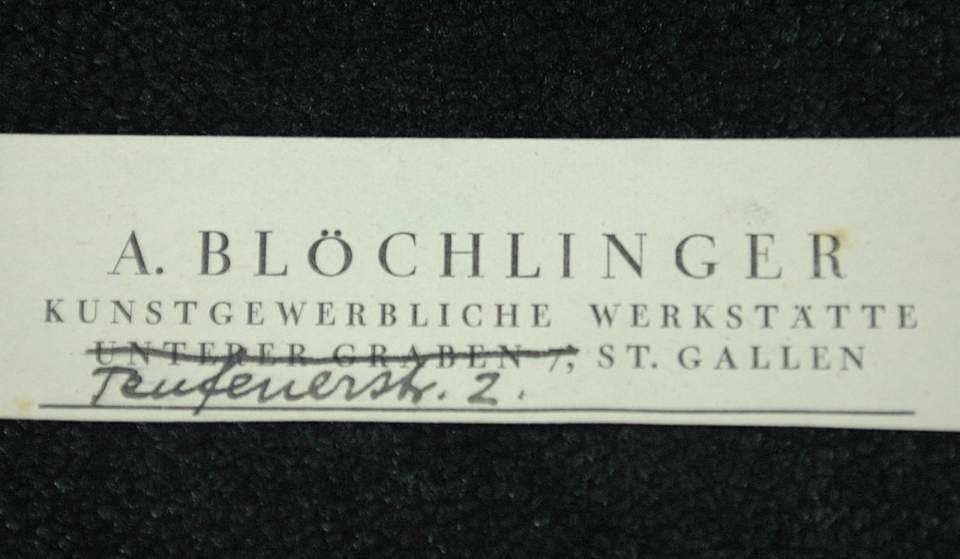 A. BLÖCHLINGER
KUNSTGEWERBLICHE WERKSTÄTTE
UNTERER GRABEN 7, ST. GALLEN
Teufenerstr. 2.